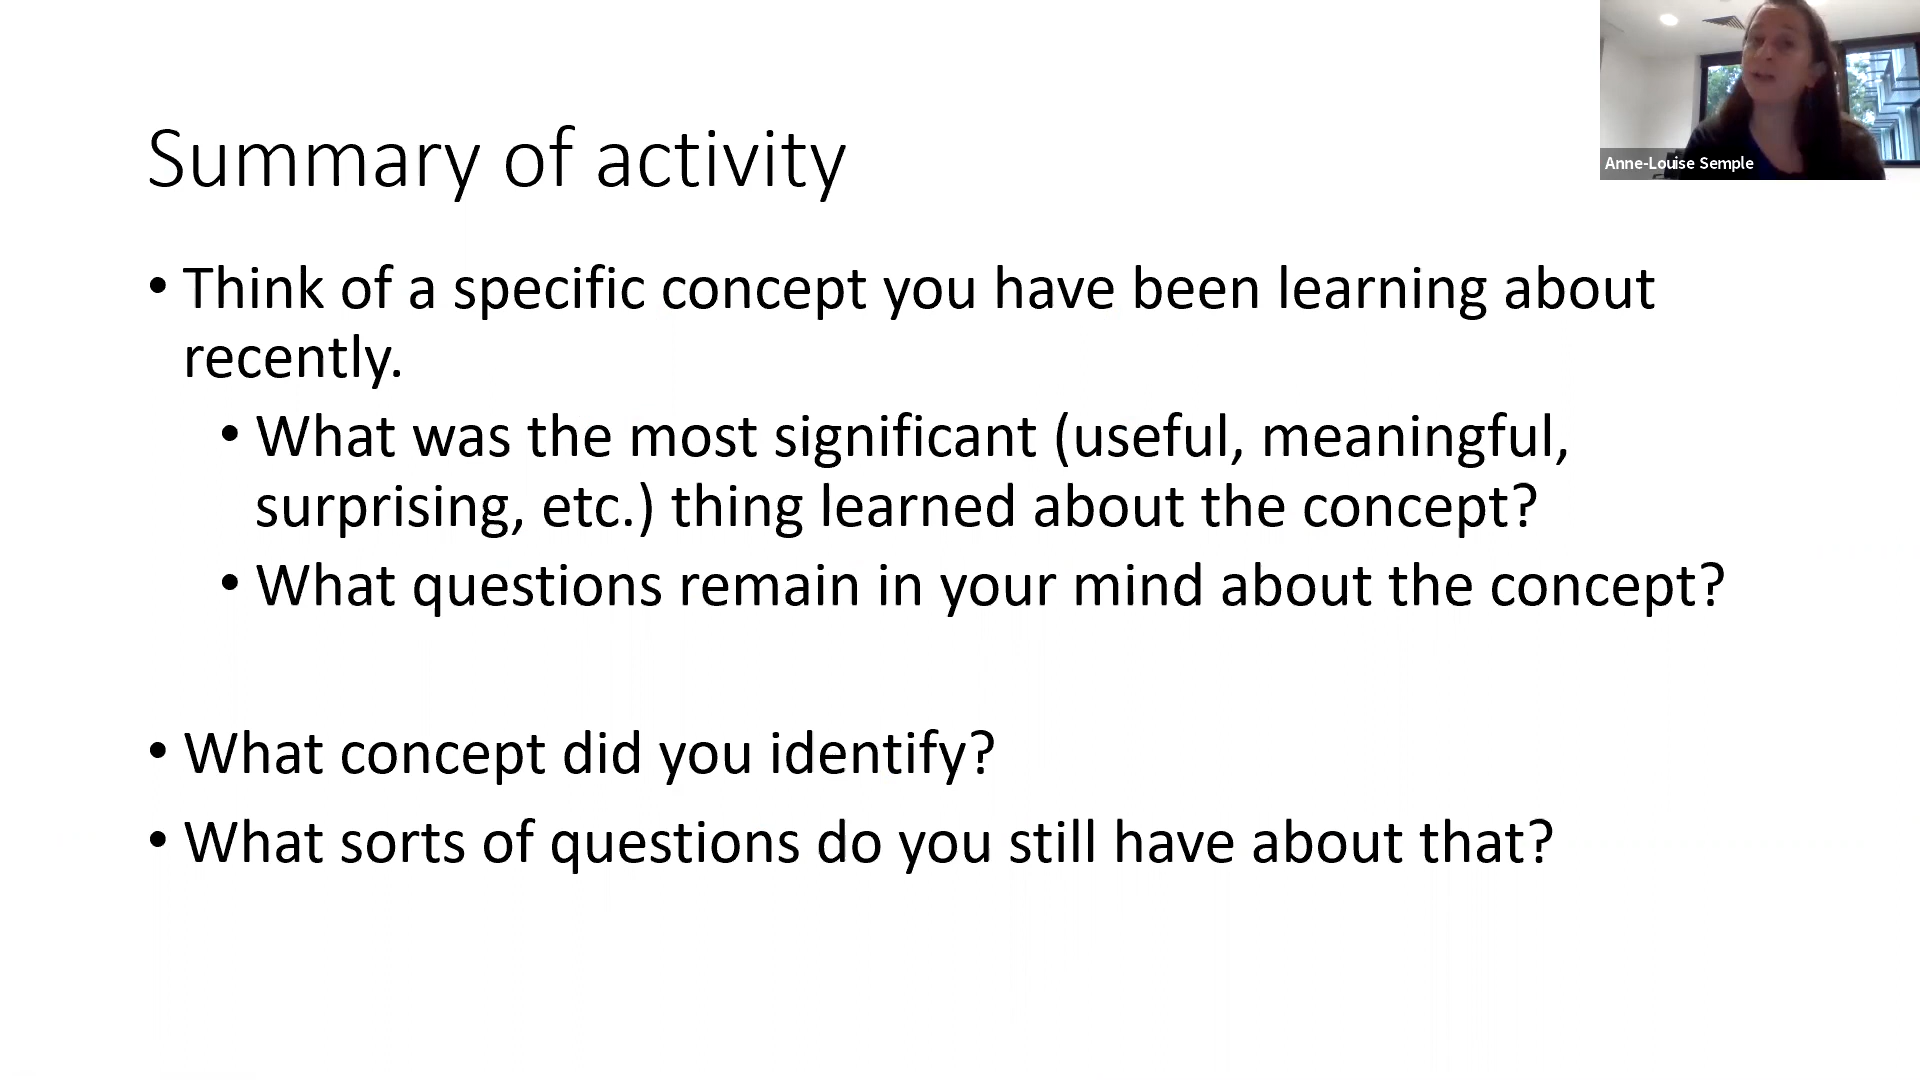 Anne-Louise Semple
Summary of activity
• Think of a specific concept you have been learning about
recently.
• What was the most significant (useful, meaningful,
surprising, etc.) thing learned about the concept?
• What questions remain in your mind about the concept?
• What concept did you identify?
• What sorts of questions do you still have about that?